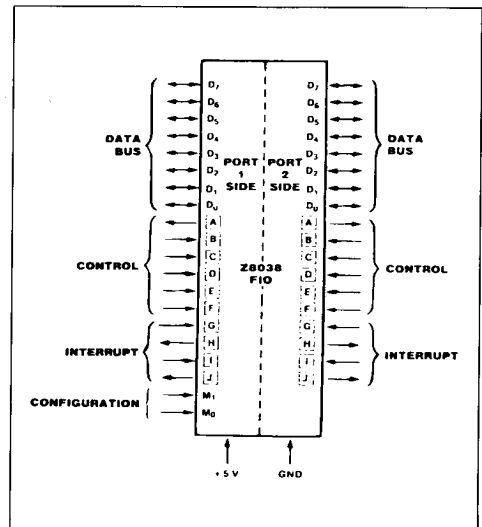 D7
D6
D5
D4
D3
D2
D1
D0
A
B
C
D
E
F
G
H
I
J
M1
M0
DATA
BUS
CONTROL
INTERRUPT
CONFIGURATION
PORT
1
SIDE
PORT
2
SIDE
Z8038
FIO
D7
D6
D5
D4
D3
D2
D1
D0
A
B
C
D
E
F
G
H
I
J
DATA
BUS
CONTROL
INTERRUPT
+5 V
GND